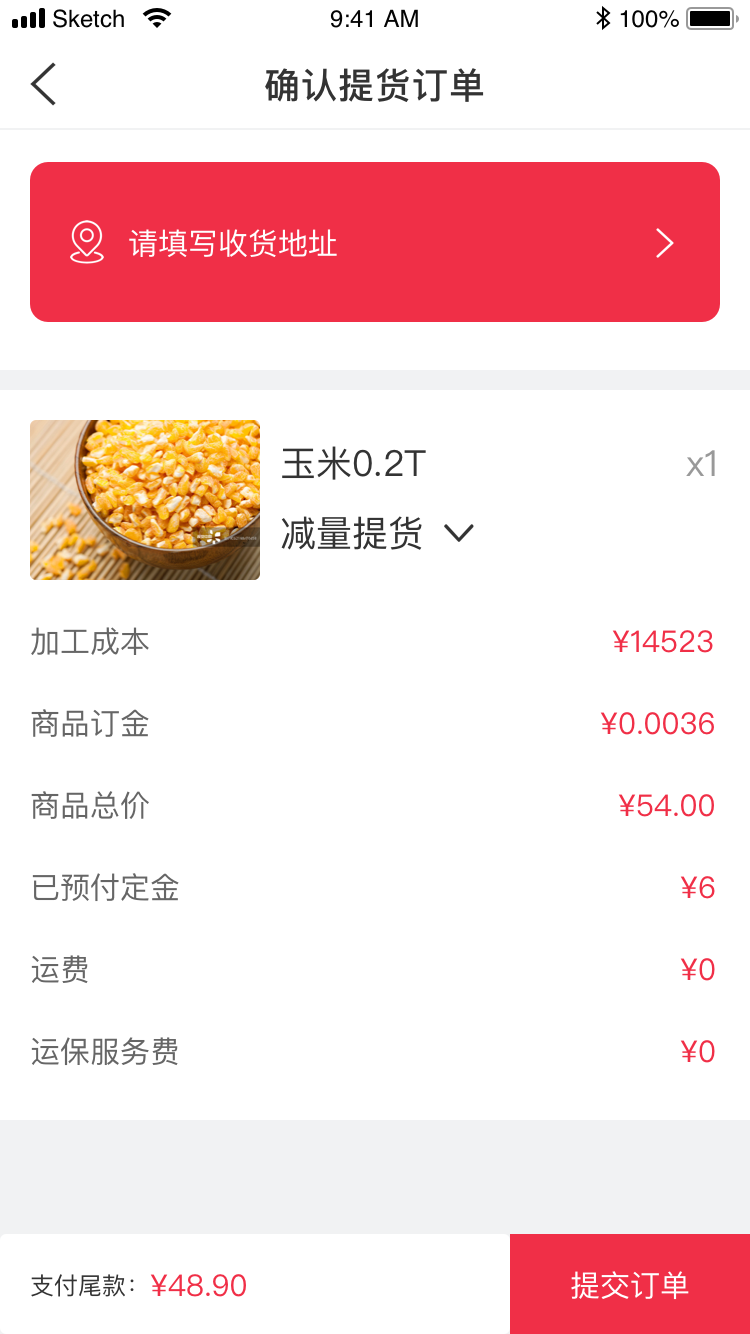 Sketch 9:41 AM 100%
确认提货订单
请填写收货地址
玉米0.2T x1
减量提货
加工成本 ¥14523
商品订金 ¥0.0036
商品总价 ¥54.00
已预付定金 ¥6
运费 ¥0
运保服务费 ¥0
支付尾款：¥48.90
提交订单